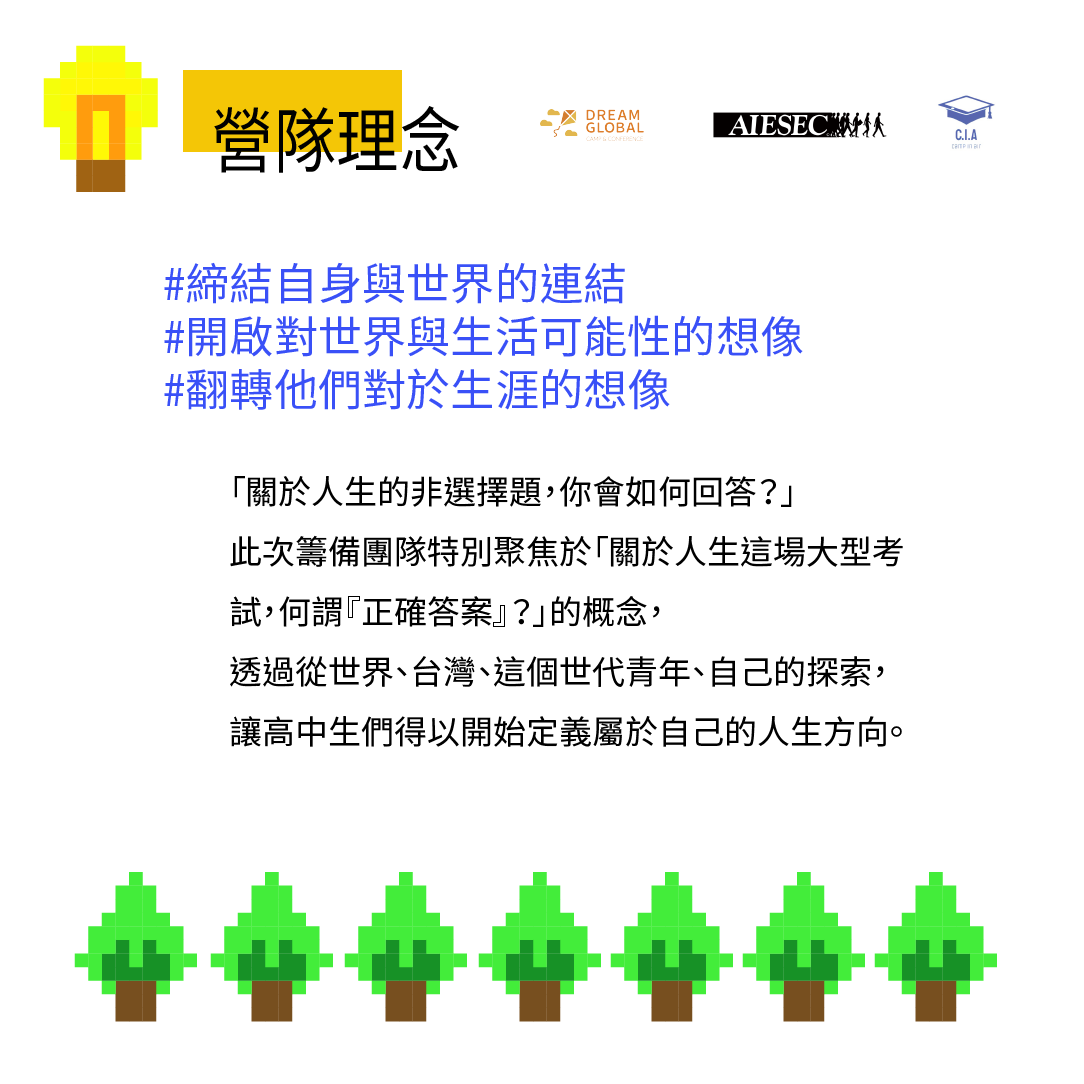 營隊理念
DREAM
GLOBAL
CAMP & CONFERENCE
AIESEC
C.I.A
camp in air
#締結自身與世界的連結
#開啟對世界與生活可能性的想像
#翻轉他們對於生涯的想像
「關於人生的非選擇題，你會如何回答？」
此次籌備團隊特別聚焦於「關於人生這場大型考
試，何謂『正確答案』？」的概念，
透過從世界、台灣、這個世代青年、自己的探索，
讓高中生們得以開始定義屬於自己的人生方向。